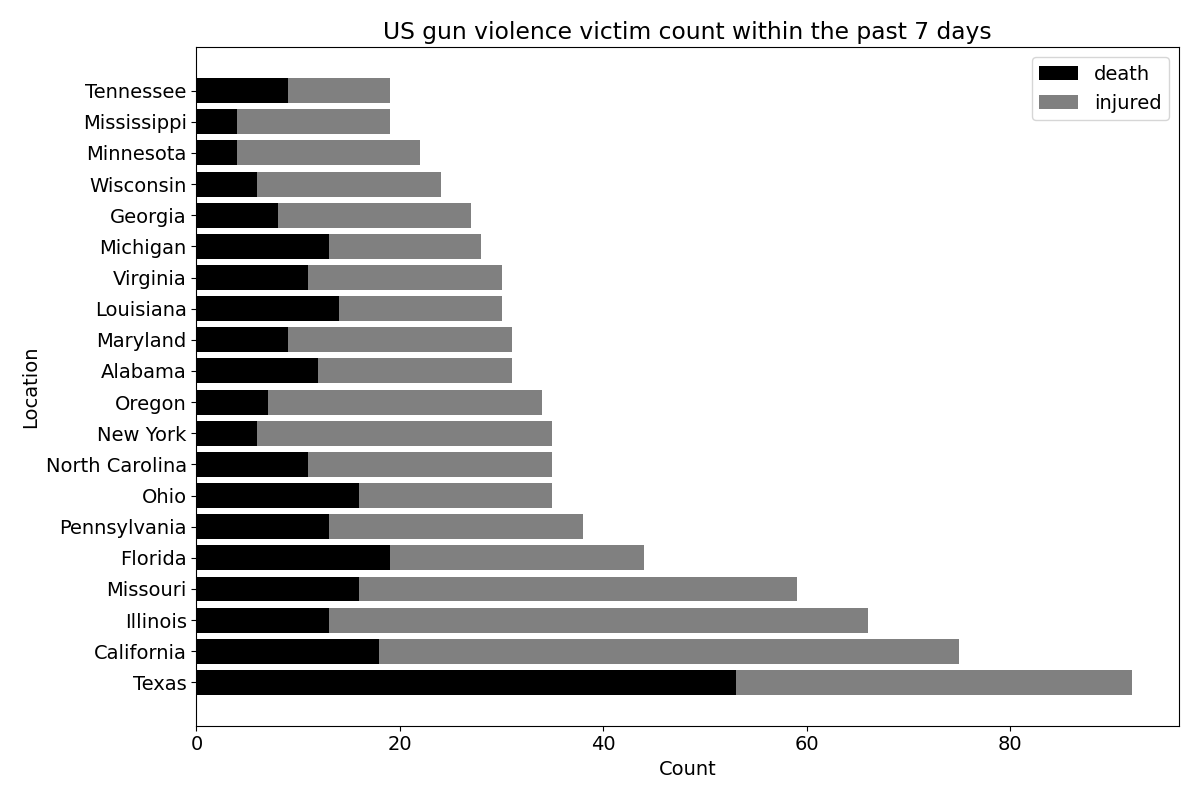 US gun violence victim count within the past 7 days
death
injured
Tennessee
Mississippi
Minnesota
Wisconsin
Georgia
Michigan
Virginia
Louisiana
Maryland
Alabama
Oregon
New York
North Carolina
Ohio
Pennsylvania
Florida
Missouri
Illinois
California
Texas
Location
0 20 40 60 80
Count